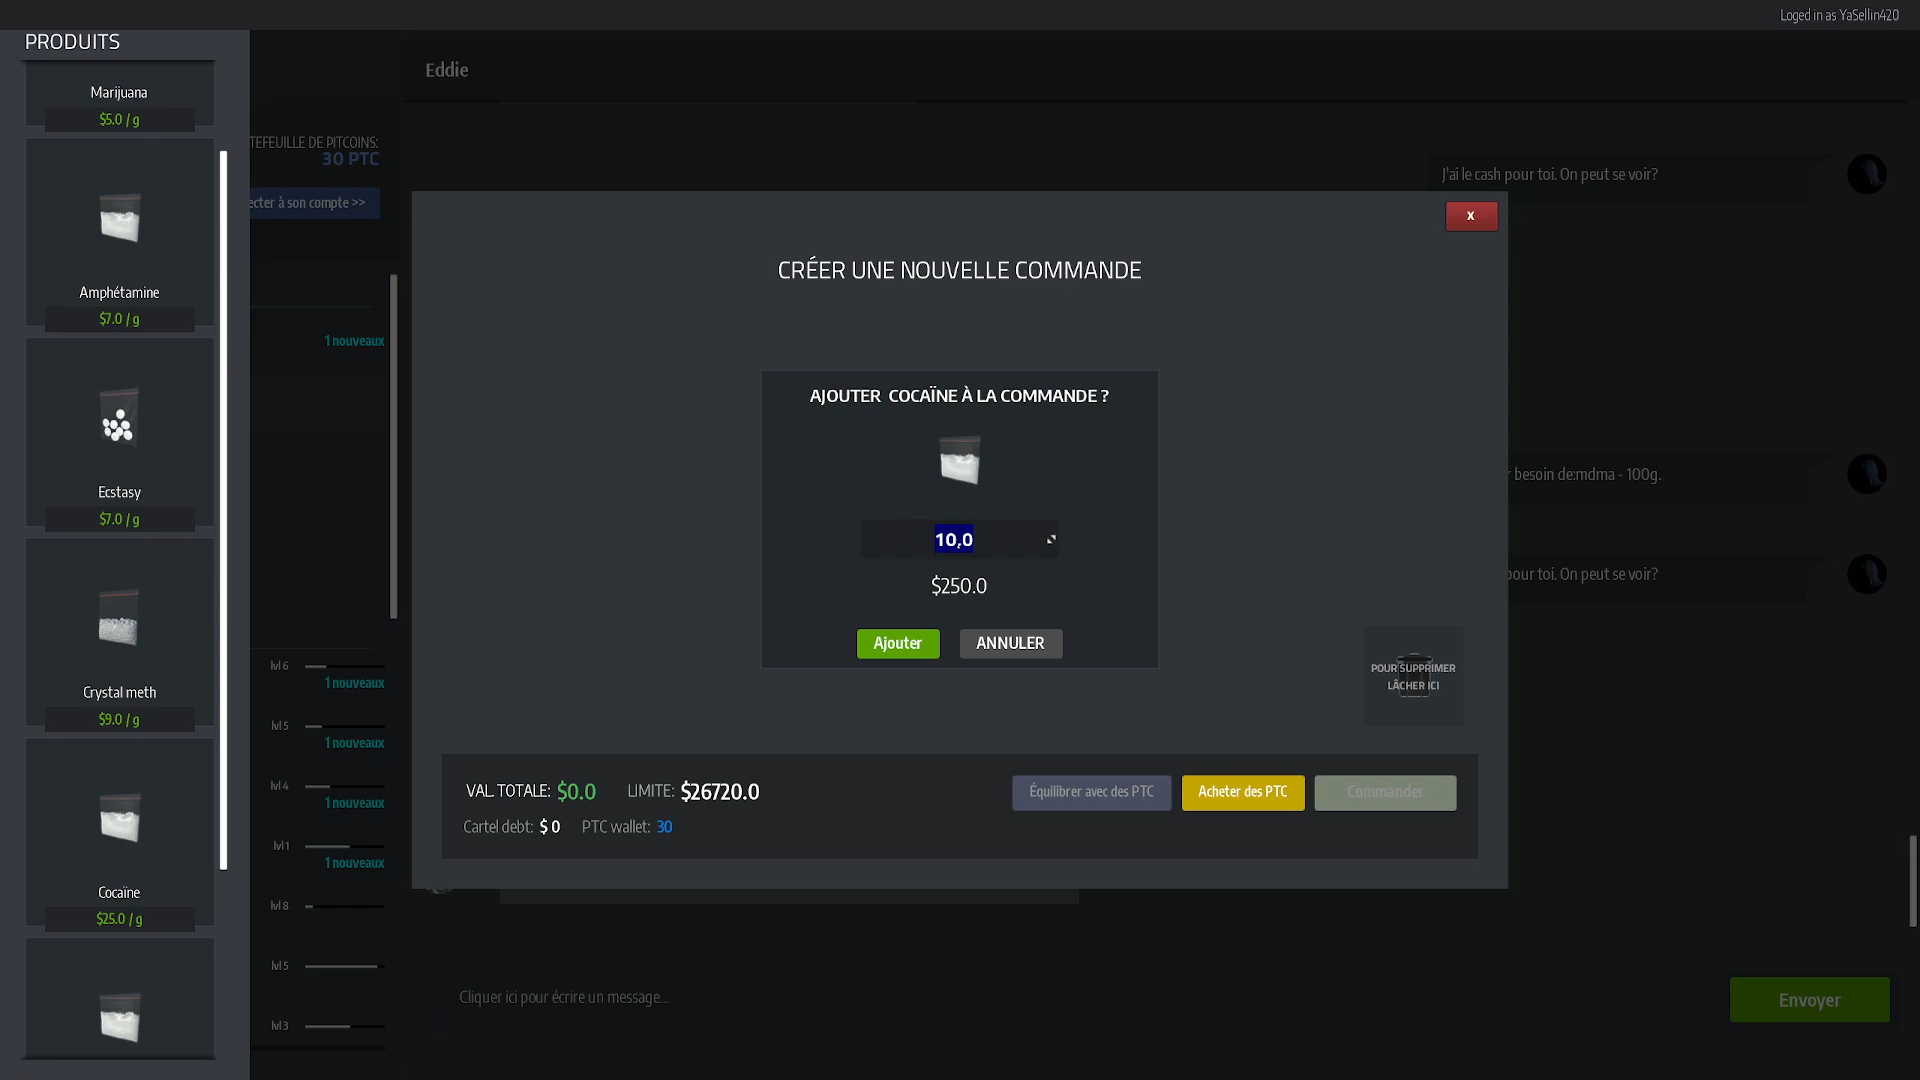 Loged in as YaSellin420
PRODUITS
Marijuana
$5.0 / g
Amphétamine
$7.0 / g
Ecstasy
$7.0 / g
Crystal meth
$9.0 / g
Cocaïne
$25.0 / g
TEFEUILLE DE PITCOINS:
30 PTC
ecter à son compte >>
1 nouveaux
lvl 6
1 nouveaux
lvl 5
1 nouveaux
lvl 4
1 nouveaux
lvl 1
1 nouveaux
lvl 8
lvl 5
lvl 3
Eddie
J'ai le cash pour toi. On peut se voir?
r besoin de:mdma - 100g.
pour toi. On peut se voir?
X
CRÉER UNE NOUVELLE COMMANDE
AJOUTER COCAÏNE À LA COMMANDE ?
10,0
$250.0
Ajouter
ANNULER
POUR SUPPRIMER
LÂCHER ICI
VAL. TOTALE: $0.0 LIMITE: $26720.0
Cartel debt: $ 0 PTC wallet: 30
Équilibrer avec des PTC
Acheter des PTC
Commander
Cliquer ici pour écrire un message...
Envoyer